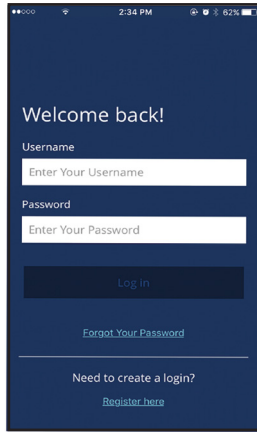 2:34 PM 62%
Welcome back!
Username
Enter Your Username
Password
Enter Your Password
Log in
Forgot Your Password
Need to create a login?
Register here